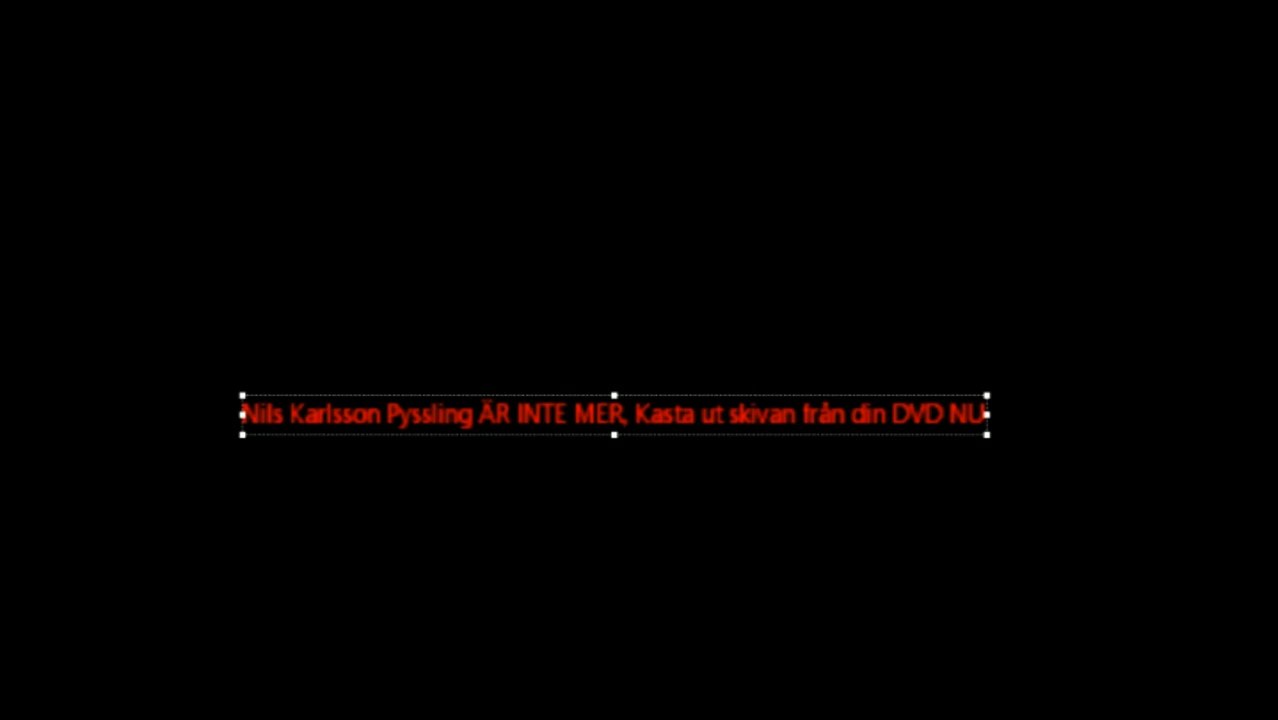 Nils Karlsson Pyssling ÄR INTE MER, Kasta ut skivan från din DVD NU